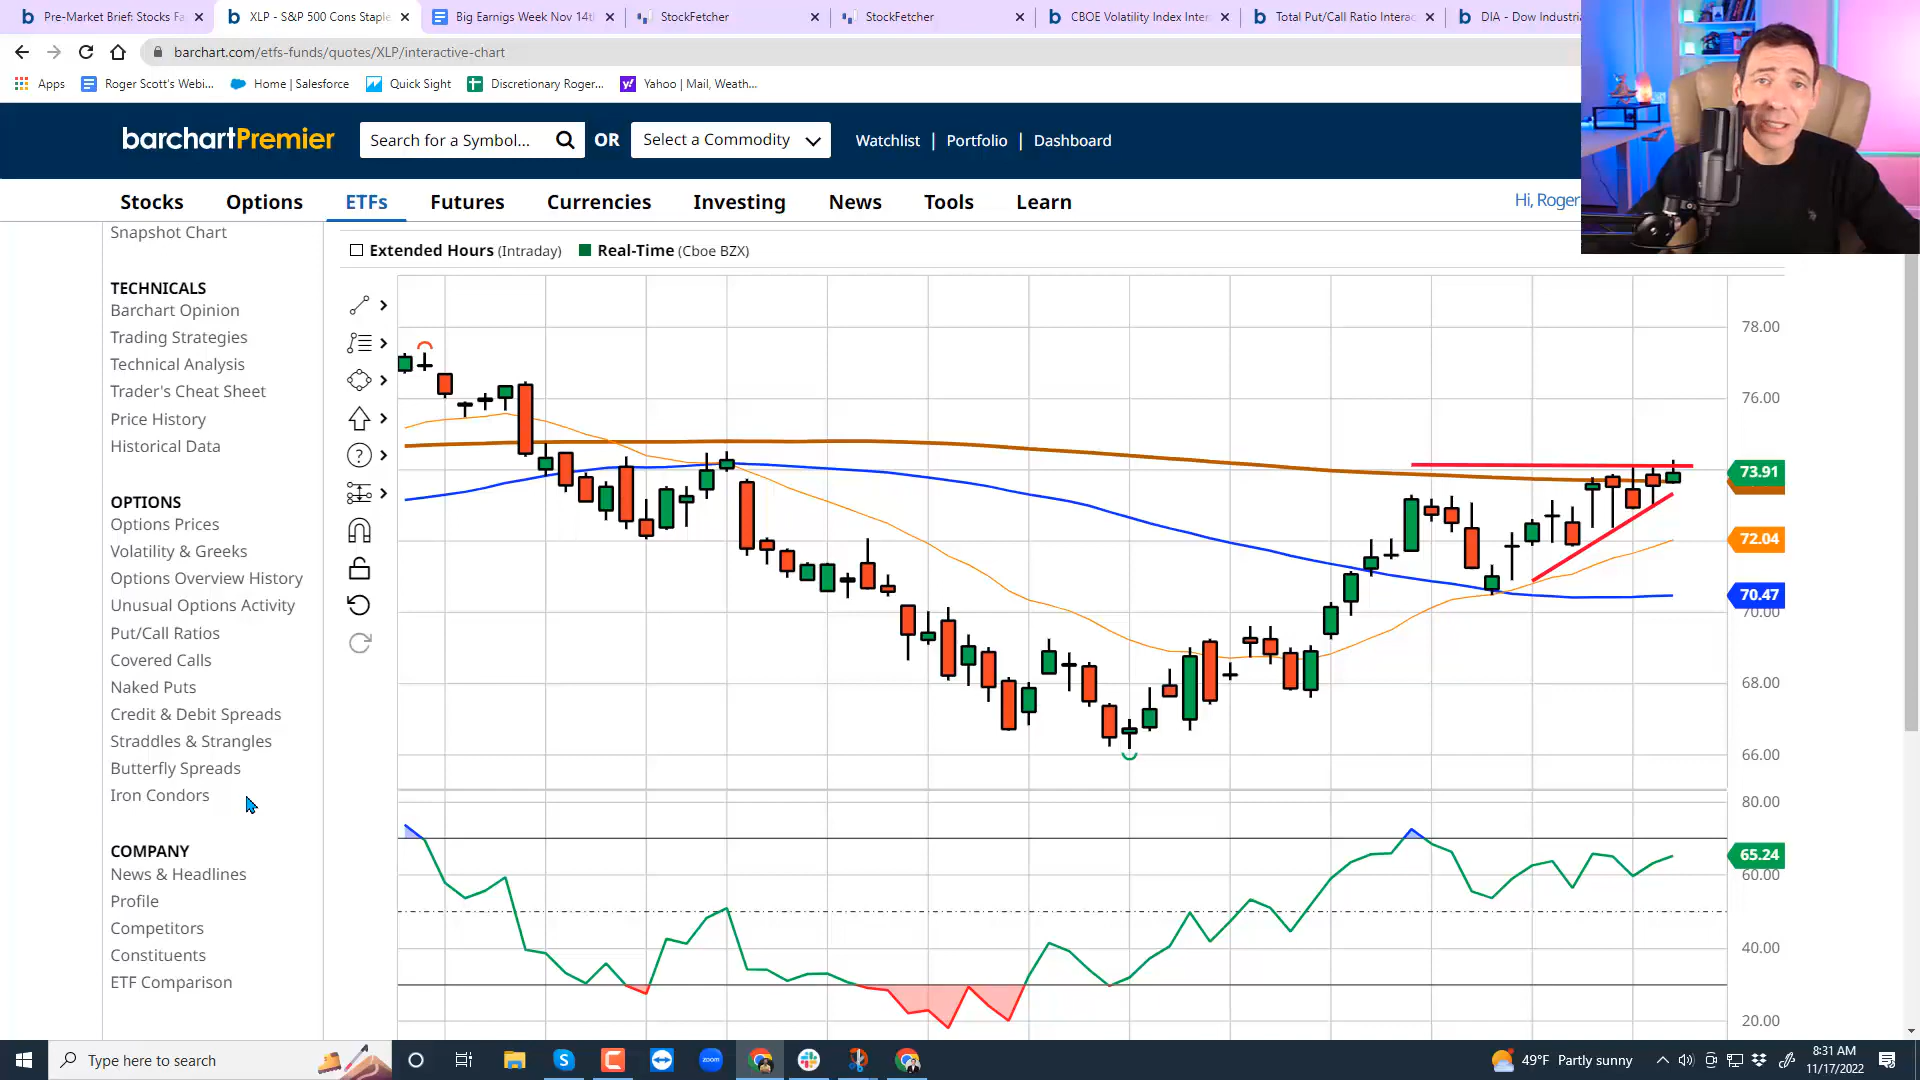 Pre-Market Brief: Stocks Fa
XLP - S&P 500 Cons Staple
Big Earnigs Week Nov 14th
StockFetcher
StockFetcher
CBOE Volatility Index Inter
Total Put/Call Ratio Interac
DIA - Dow Industria
barchart.com/etfs-funds/quotes/XLP/interactive-chart
Apps
Roger Scott's Webi...
Home | Salesforce
Quick Sight
Discretionary Roger...
Yahoo | Mail, Weath...
barchartPremier
Search for a Symbol...
OR
Select a Commodity
Watchlist | Portfolio | Dashboard
Stocks
Options
ETFs
Futures
Currencies
Investing
News
Tools
Learn
Hi, Roger
Snapshot Chart
TECHNICALS
Barchart Opinion
Trading Strategies
Technical Analysis
Trader's Cheat Sheet
Price History
Historical Data
OPTIONS
Options Prices
Volatility & Greeks
Options Overview History
Unusual Options Activity
Put/Call Ratios
Covered Calls
Naked Puts
Credit & Debit Spreads
Straddles & Strangles
Butterfly Spreads
Iron Condors
COMPANY
News & Headlines
Profile
Competitors
Constituents
ETF Comparison
Extended Hours (Intraday)
Real-Time (Cboe BZX)
78.00
76.00
73.91
72.04
70.47
70.00
68.00
66.00
80.00
65.24
60.00
40.00
20.00
Type here to search
zoom
49°F Partly sunny
8:31 AM
11/17/2022